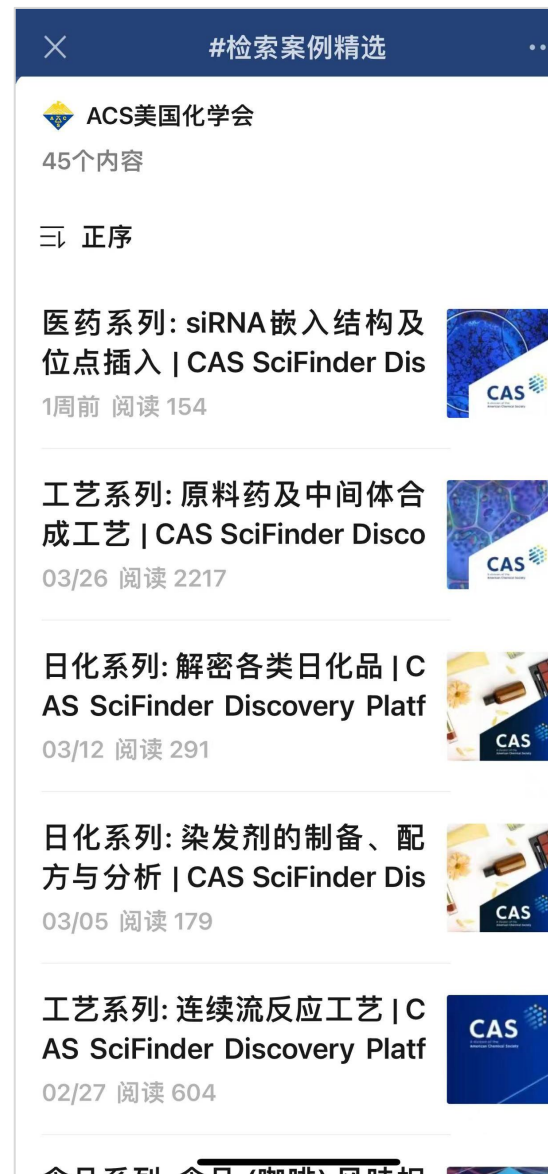 #检索案例精选
ACS美国化学会
45个内容
正序
医药系列: siRNA嵌入结构及
位点插入 | CAS SciFinder Dis
1周前 阅读 154
CAS
工艺系列: 原料药及中间体合
成工艺 | CAS SciFinder Disco
03/26 阅读 2217
CAS
日化系列: 解密各类日化品 | C
AS SciFinder Discovery Platf
03/12 阅读 291
CAS
日化系列: 染发剂的制备、配
方与分析 | CAS SciFinder Dis
03/05 阅读 179
CAS
工艺系列: 连续流反应工艺 | C
AS SciFinder Discovery Platf
02/27 阅读 604
CAS